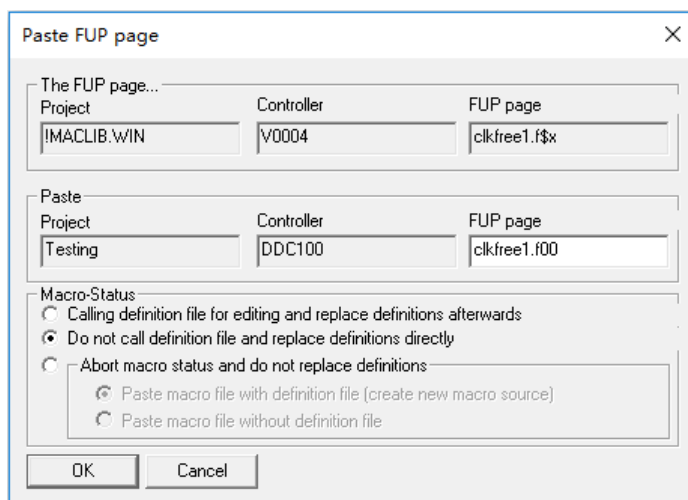 Paste FUP page
The FUP page...
Project Controller FUP page
!MACLIB.WIN V0004 clkfree1.f$x
Paste
Project Controller FUP page
Testing DDC100 clkfree1.f00
Macro-Status
Calling definition file for editing and replace definitions afterwards
Do not call definition file and replace definitions directly
Abort macro status and do not replace definitions
Paste macro file with definition file (create new macro source)
Paste macro file without definition file
OK Cancel